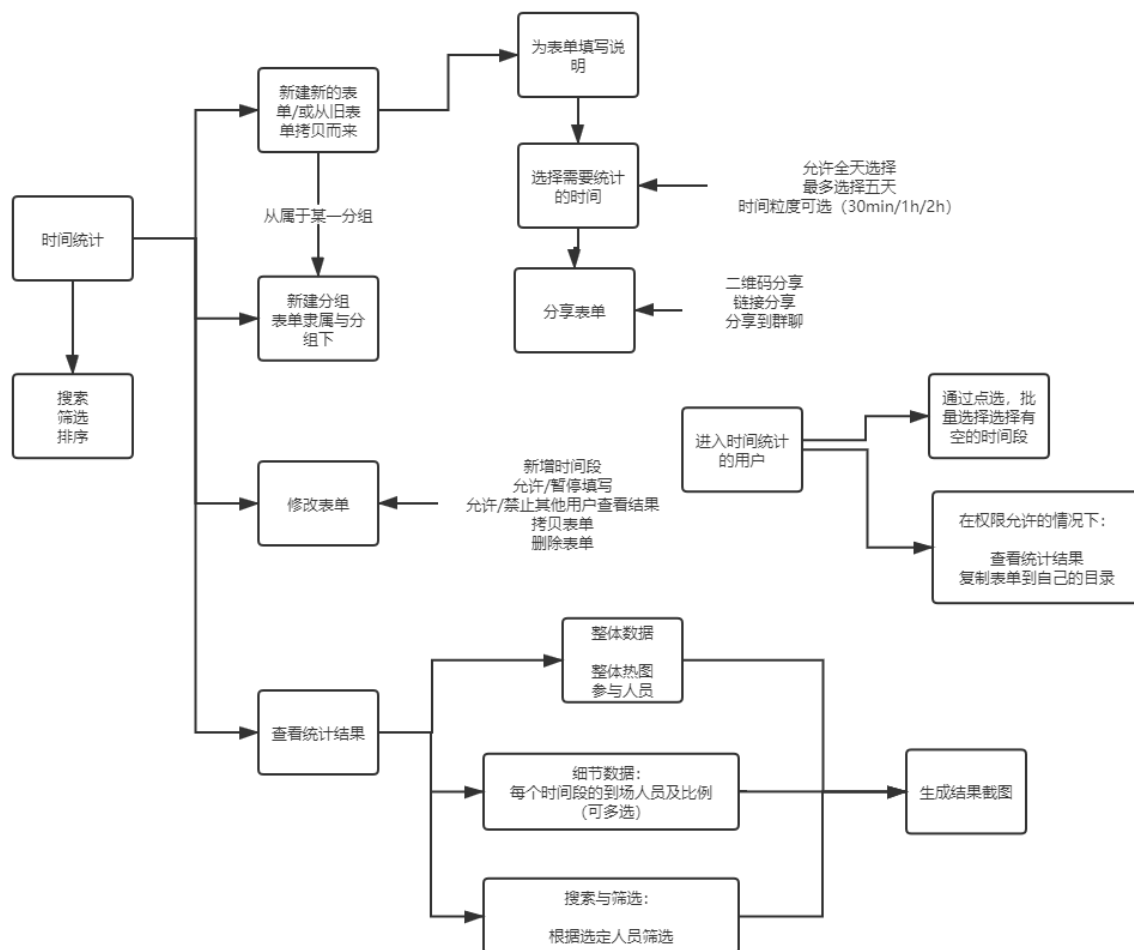 为表单填写说
明
新建新的表
单/或从旧表
单拷贝而来
选择需要统计
的时间
允许全天选择
最多选择五天
时间粒度可选（30min/1h/2h）
从属于某一分组
时间统计
新建分组
表单隶属与分
组下
分享表单
二维码分享
链接分享
分享到群聊
搜索
筛选
排序
进入时间统计
的用户
通过点选，批
量选择选择有
空的时间段
修改表单
新增时间段
允许/暂停填写
允许/禁止其他用户查看结果
拷贝表单
删除表单
在权限允许的情况下：
查看统计结果
复制表单到自己的目录
整体数据
整体热图
参与人员
查看统计结果
细节数据：
每个时间段的到场人员及比例
（可多选）
生成结果截图
搜索与筛选：
根据选定人员筛选